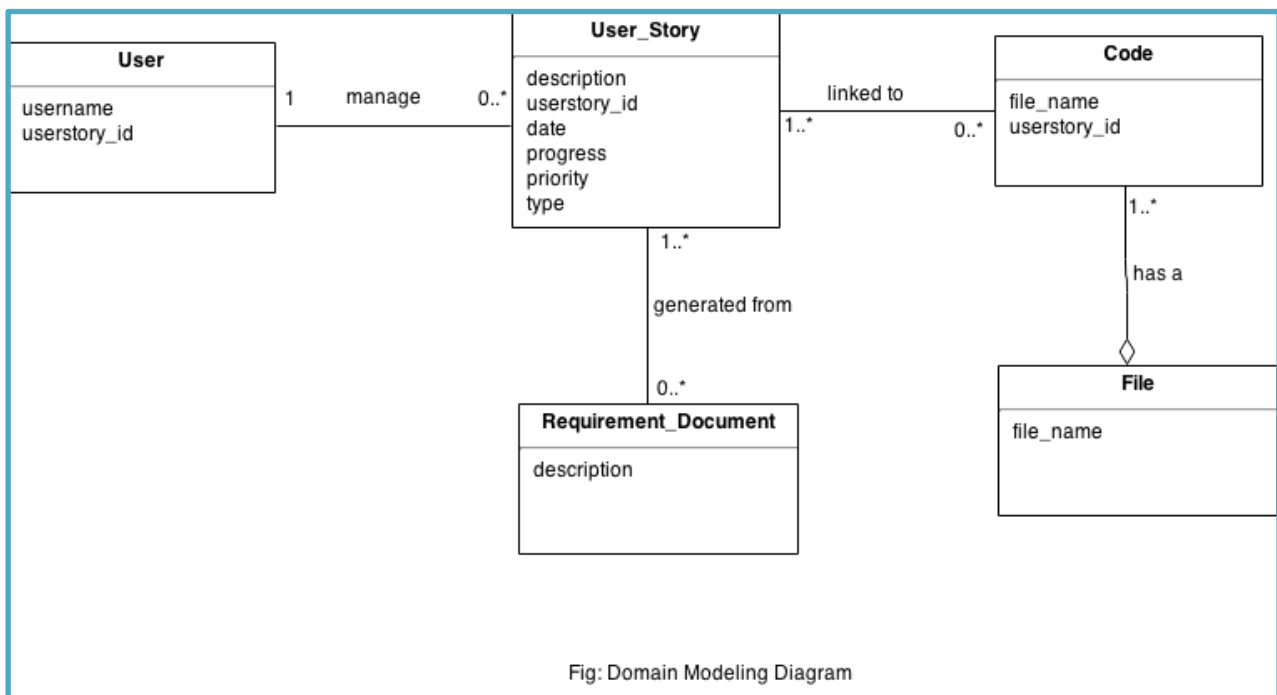 User
username
userstory_id
1
manage
0..*
User_Story
description
userstory_id
date
progress
priority
type
linked to
1..*
0..*
Code
file_name
userstory_id
1..*
has a
1..*
generated from
0..*
Requirement_Document
description
File
file_name
Fig: Domain Modeling Diagram